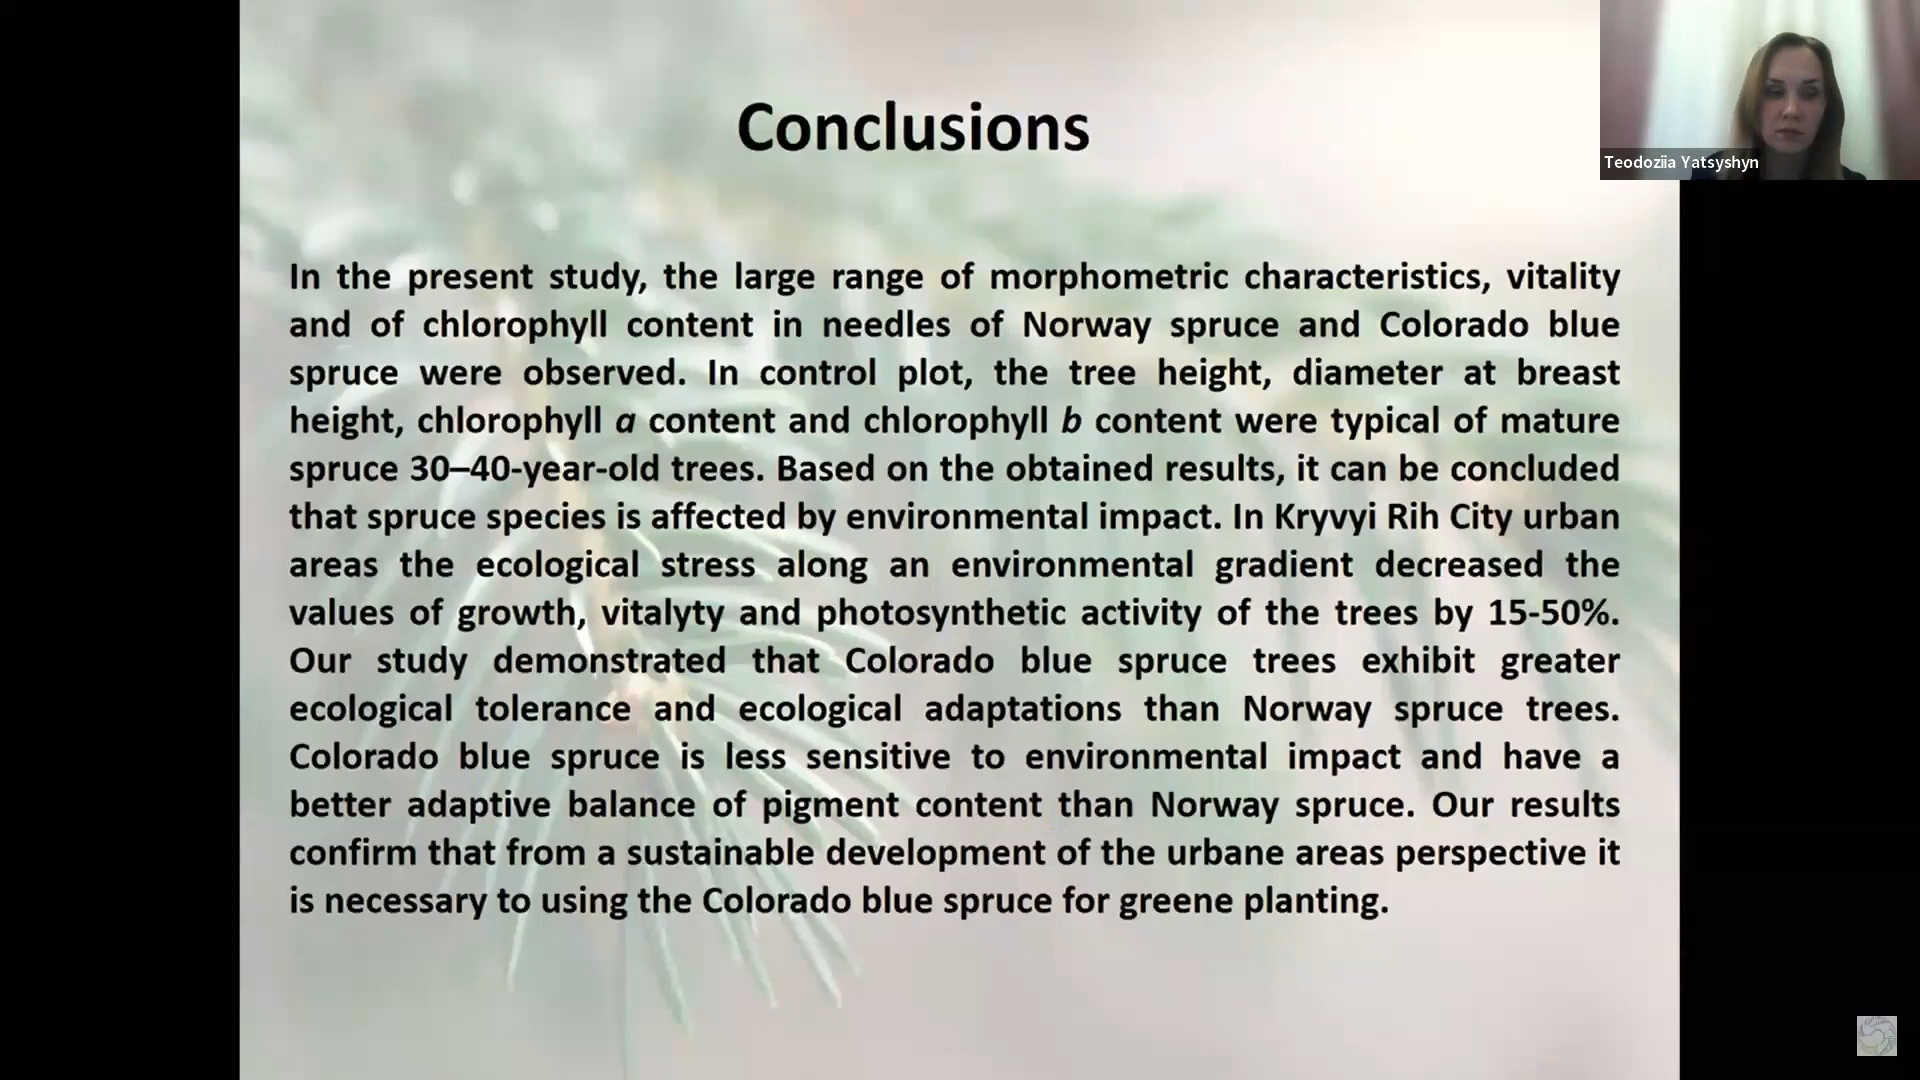 Conclusions
Teodoziia Yatsyshyn
In the present study, the large range of morphometric characteristics, vitality
and of chlorophyll content in needles of Norway spruce and Colorado blue
spruce were observed. In control plot, the tree height, diameter at breast
height, chlorophyll a content and chlorophyll b content were typical of mature
spruce 30–40-year-old trees. Based on the obtained results, it can be concluded
that spruce species is affected by environmental impact. In Kryvyi Rih City urban
areas the ecological stress along an environmental gradient decreased the
values of growth, vitalyty and photosynthetic activity of the trees by 15-50%.
Our study demonstrated that Colorado blue spruce trees exhibit greater
ecological tolerance and ecological adaptations than Norway spruce trees.
Colorado blue spruce is less sensitive to environmental impact and have a
better adaptive balance of pigment content than Norway spruce. Our results
confirm that from a sustainable development of the urbane areas perspective it
is necessary to using the Colorado blue spruce for greene planting.